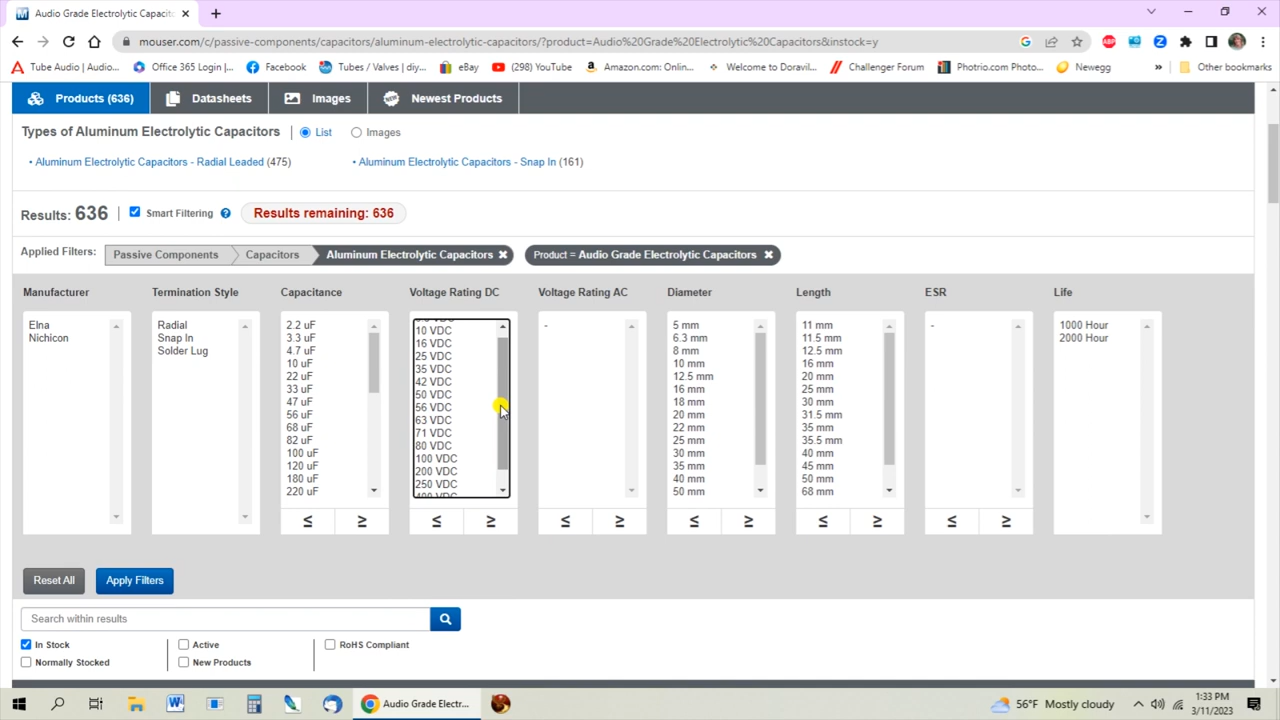 Audio Grade Electrolytic Capacito
mouser.com/c/passive-components/capacitors/aluminum-electrolytic-capacitors/?product=Audio%20Grade%20Electrolytic%20Capacitors&instock=y
Tube Audio | Audio... Office 365 Login |... Facebook Tubes / Valves | diy... eBay (298) YouTube Amazon.com: Onlin... Welcome to Doravil... Challenger Forum Photrio.com Photo... Newegg » Other bookmarks
Products (636) Datasheets Images Newest Products
Types of Aluminum Electrolytic Capacitors | List Images
• Aluminum Electrolytic Capacitors - Radial Leaded (475) • Aluminum Electrolytic Capacitors - Snap In (161)
Results: 636 Smart Filtering ? Results remaining: 636
Applied Filters: Passive Components Capacitors Aluminum Electrolytic Capacitors × Product = Audio Grade Electrolytic Capacitors ×
Manufacturer Termination Style Capacitance Voltage Rating DC Voltage Rating AC Diameter Length ESR Life
Elna
Nichicon
Radial
Snap In
Solder Lug
2.2 uF
3.3 uF
4.7 uF
10 uF
22 uF
33 uF
47 uF
56 uF
68 uF
82 uF
100 uF
120 uF
180 uF
220 uF
10 VDC
16 VDC
25 VDC
35 VDC
42 VDC
50 VDC
56 VDC
63 VDC
71 VDC
80 VDC
100 VDC
200 VDC
250 VDC
400 VDC
-
5 mm
6.3 mm
8 mm
10 mm
12.5 mm
16 mm
18 mm
20 mm
22 mm
25 mm
30 mm
35 mm
40 mm
50 mm
11 mm
11.5 mm
12.5 mm
16 mm
20 mm
25 mm
30 mm
31.5 mm
35 mm
35.5 mm
40 mm
45 mm
50 mm
68 mm
-
1000 Hour
2000 Hour
≤ ≥ ≤ ≥ ≤ ≥ ≤ ≥ ≤ ≥ ≤ ≥
Reset All Apply Filters
Search within results
In Stock Active RoHS Compliant
Normally Stocked New Products
Audio Grade Electr... 56°F Mostly cloudy 1:33 PM
3/11/2023